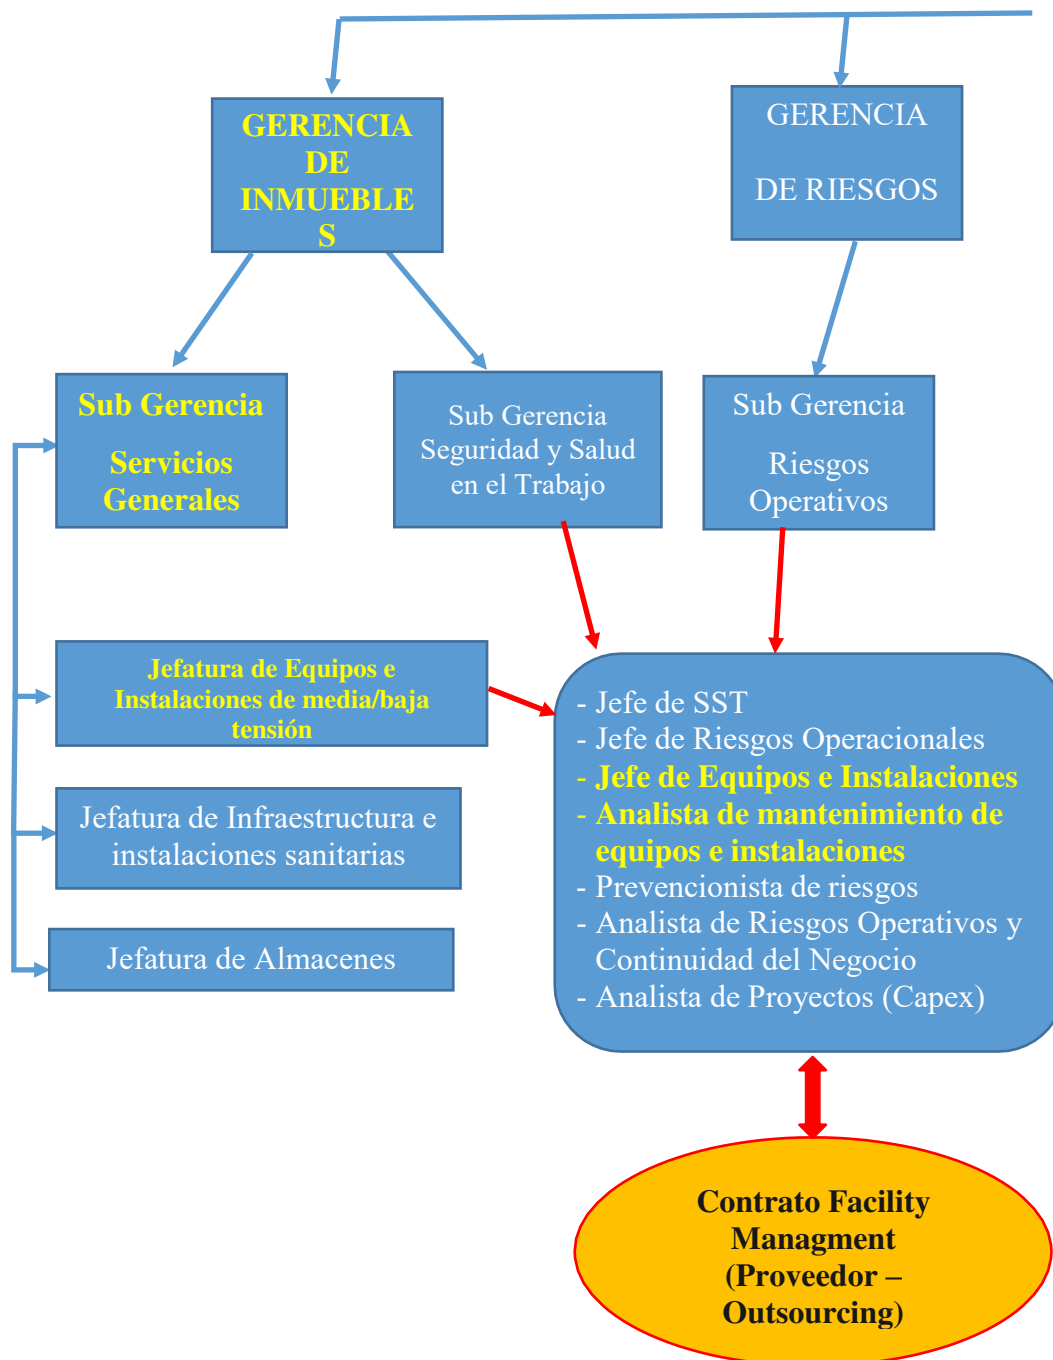 GERENCIA
DE
INMUEBLE
S
GERENCIA
DE RIESGOS
Sub Gerencia
Servicios
Generales
Sub Gerencia
Seguridad y Salud
en el Trabajo
Sub Gerencia
Riesgos
Operativos
Jefatura de Equipos e
Instalaciones de media/baja
tensión
Jefatura de Infraestructura e
instalaciones sanitarias
Jefatura de Almacenes
- Jefe de SST
- Jefe de Riesgos Operacionales
- Jefe de Equipos e Instalaciones
- Analista de mantenimiento de
equipos e instalaciones
- Prevencionista de riesgos
- Analista de Riesgos Operativos y
Continuidad del Negocio
- Analista de Proyectos (Capex)
Contrato Facility
Managment
(Proveedor –
Outsourcing)